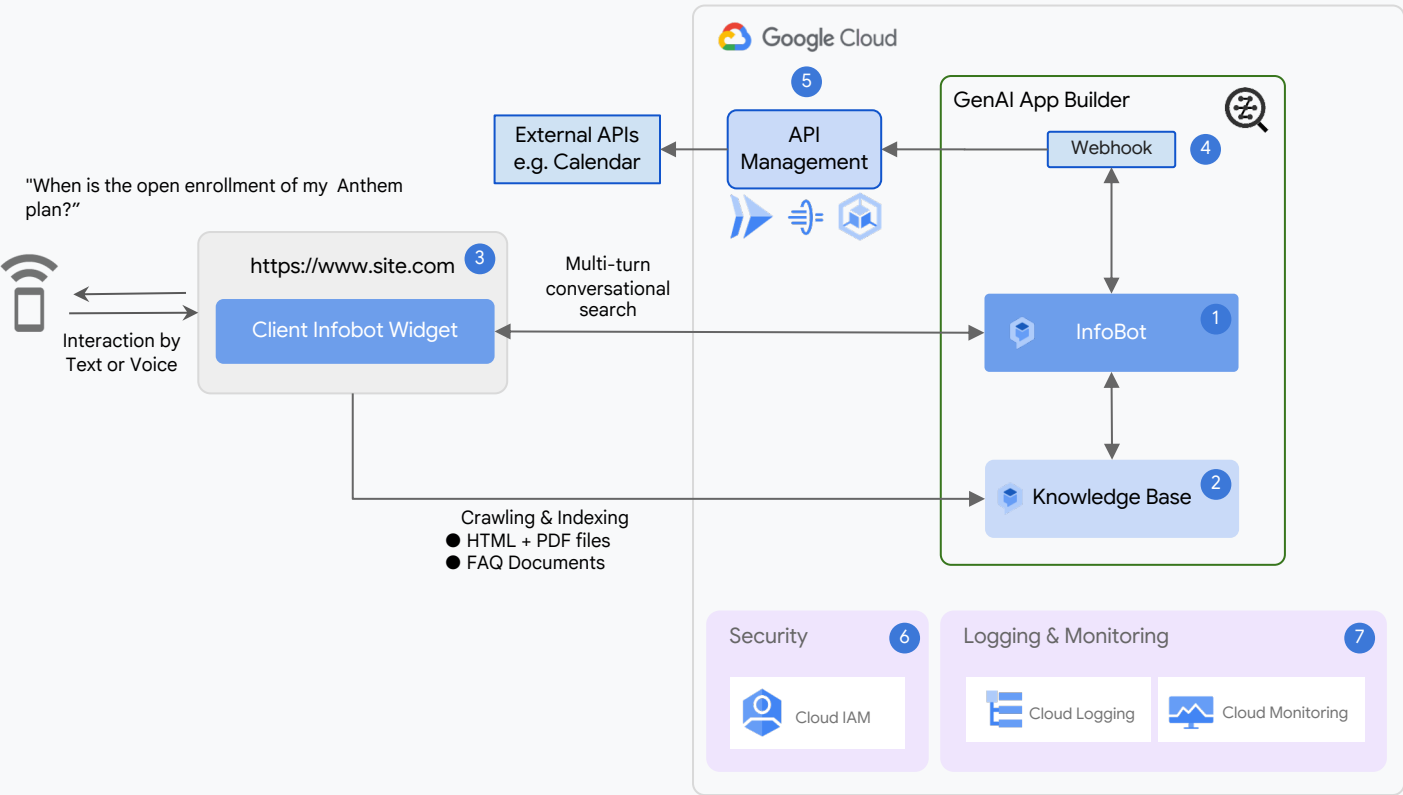 Google Cloud
5
GenAI App Builder
External APIs
e.g. Calendar
API
Management
Webhook
4
"When is the open enrollment of my  Anthem
plan?”
https://www.site.com
3
Client Infobot Widget
Interaction by
Text or Voice
Multi-turn
conversational
search
InfoBot
1
Knowledge Base
2
Crawling & Indexing
● HTML + PDF files
● FAQ Documents
Security
6
Cloud IAM
Logging & Monitoring
7
Cloud Logging
Cloud Monitoring